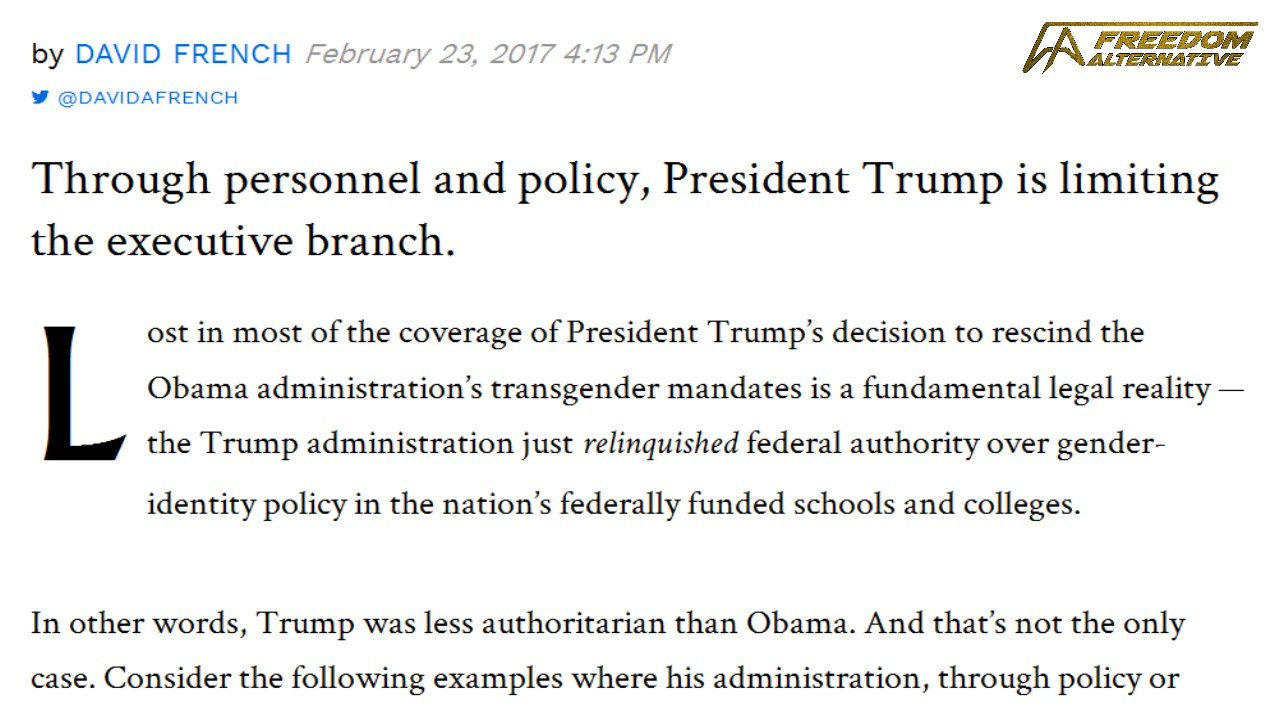 by DAVID FRENCH February 23, 2017 4:13 PM
FREEDOM
ALTERNATIVE
@DAVIDAFRENCH
Through personnel and policy, President Trump is limiting
the executive branch.
Lost in most of the coverage of President Trump’s decision to rescind the
Obama administration’s transgender mandates is a fundamental legal reality —
the Trump administration just relinquished federal authority over gender-
identity policy in the nation’s federally funded schools and colleges.
In other words, Trump was less authoritarian than Obama. And that’s not the only
case. Consider the following examples where his administration, through policy or